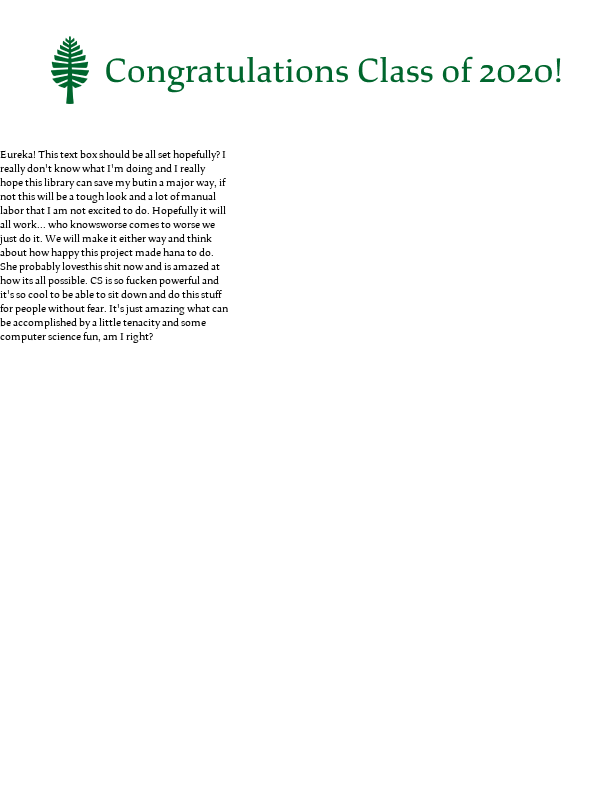 Congratulations Class of 2020!
Eureka! This text box should be all set hopefully? I
really don't know what I'm doing and I really
hope this library can save my butin a major way, if
not this will be a tough look and a lot of manual
labor that I am not excited to do. Hopefully it will
all work... who knowsworse comes to worse we
just do it. We will make it either way and think
about how happy this project made hana to do.
She probably lovesthis shit now and is amazed at
how its all possible. CS is so fucken powerful and
it's so cool to be able to sit down and do this stuff
for people without fear. It's just amazing what can
be accomplished by a little tenacity and some
computer science fun, am I right?